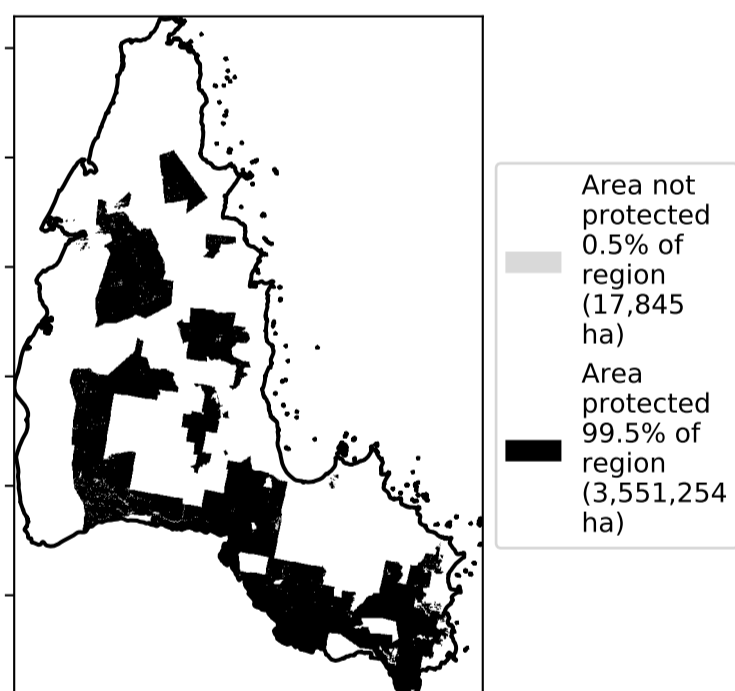 Area not
protected
0.5% of
region
(17,845
ha)
Area
protected
99.5% of
region
(3,551,254
ha)